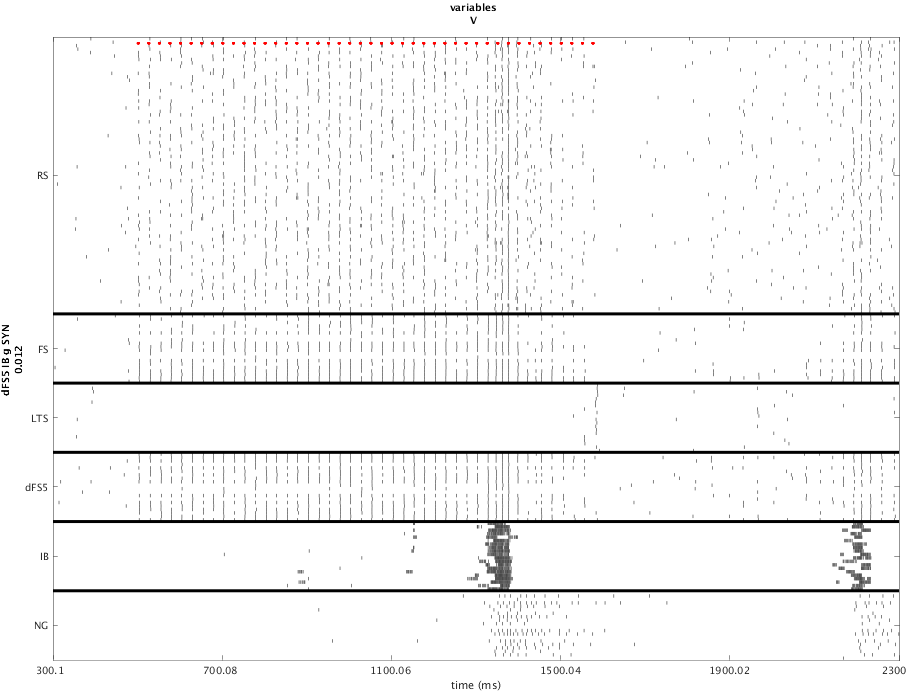 variables
V
RS
FS
LTS
dFS5
IB
NG
dFS5 IB g SYN
0.012
300.1 700.08 1100.06 1500.04 1900.02 2300
time (ms)